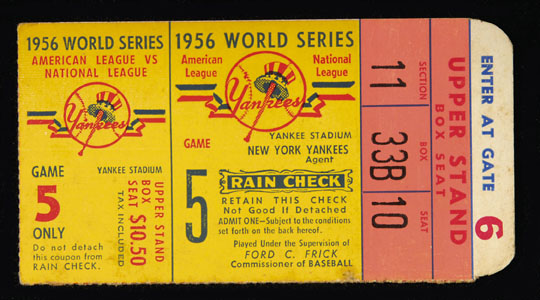 1956 WORLD SERIES
AMERICAN LEAGUE VS
NATIONAL LEAGUE
Yankees
YANKEE STADIUM
GAME
5
ONLY
Do not detach
this coupon from
RAIN CHECK.
UPPER STAND
BOX SEAT
$10.50
TAX INCLUDED
1956 WORLD SERIES
American
League
National
League
Yankees
YANKEE STADIUM
NEW YORK YANKEES
Agent
GAME
5
RAIN CHECK
RETAIN THIS CHECK
Not Good If Detached
ADMIT ONE—Subject to the conditions
set forth on the back hereof.
Played Under the Supervision of
FORD C. FRICK
Commissioner of BASEBALL
11
SECTION
33B
BOX
10
SEAT
UPPER STAND
BOX SEAT
ENTER AT GATE
6